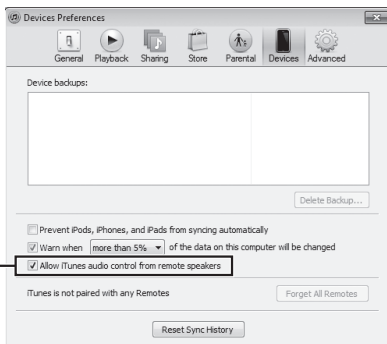 Devices Preferences
General Playback Sharing Store Parental Devices Advanced
Device backups:
Delete Backup...
Prevent iPods, iPhones, and iPads from syncing automatically
Warn when more than 5% of the data on this computer will be changed
Allow iTunes audio control from remote speakers
iTunes is not paired with any Remotes
Forget All Remotes
Reset Sync History